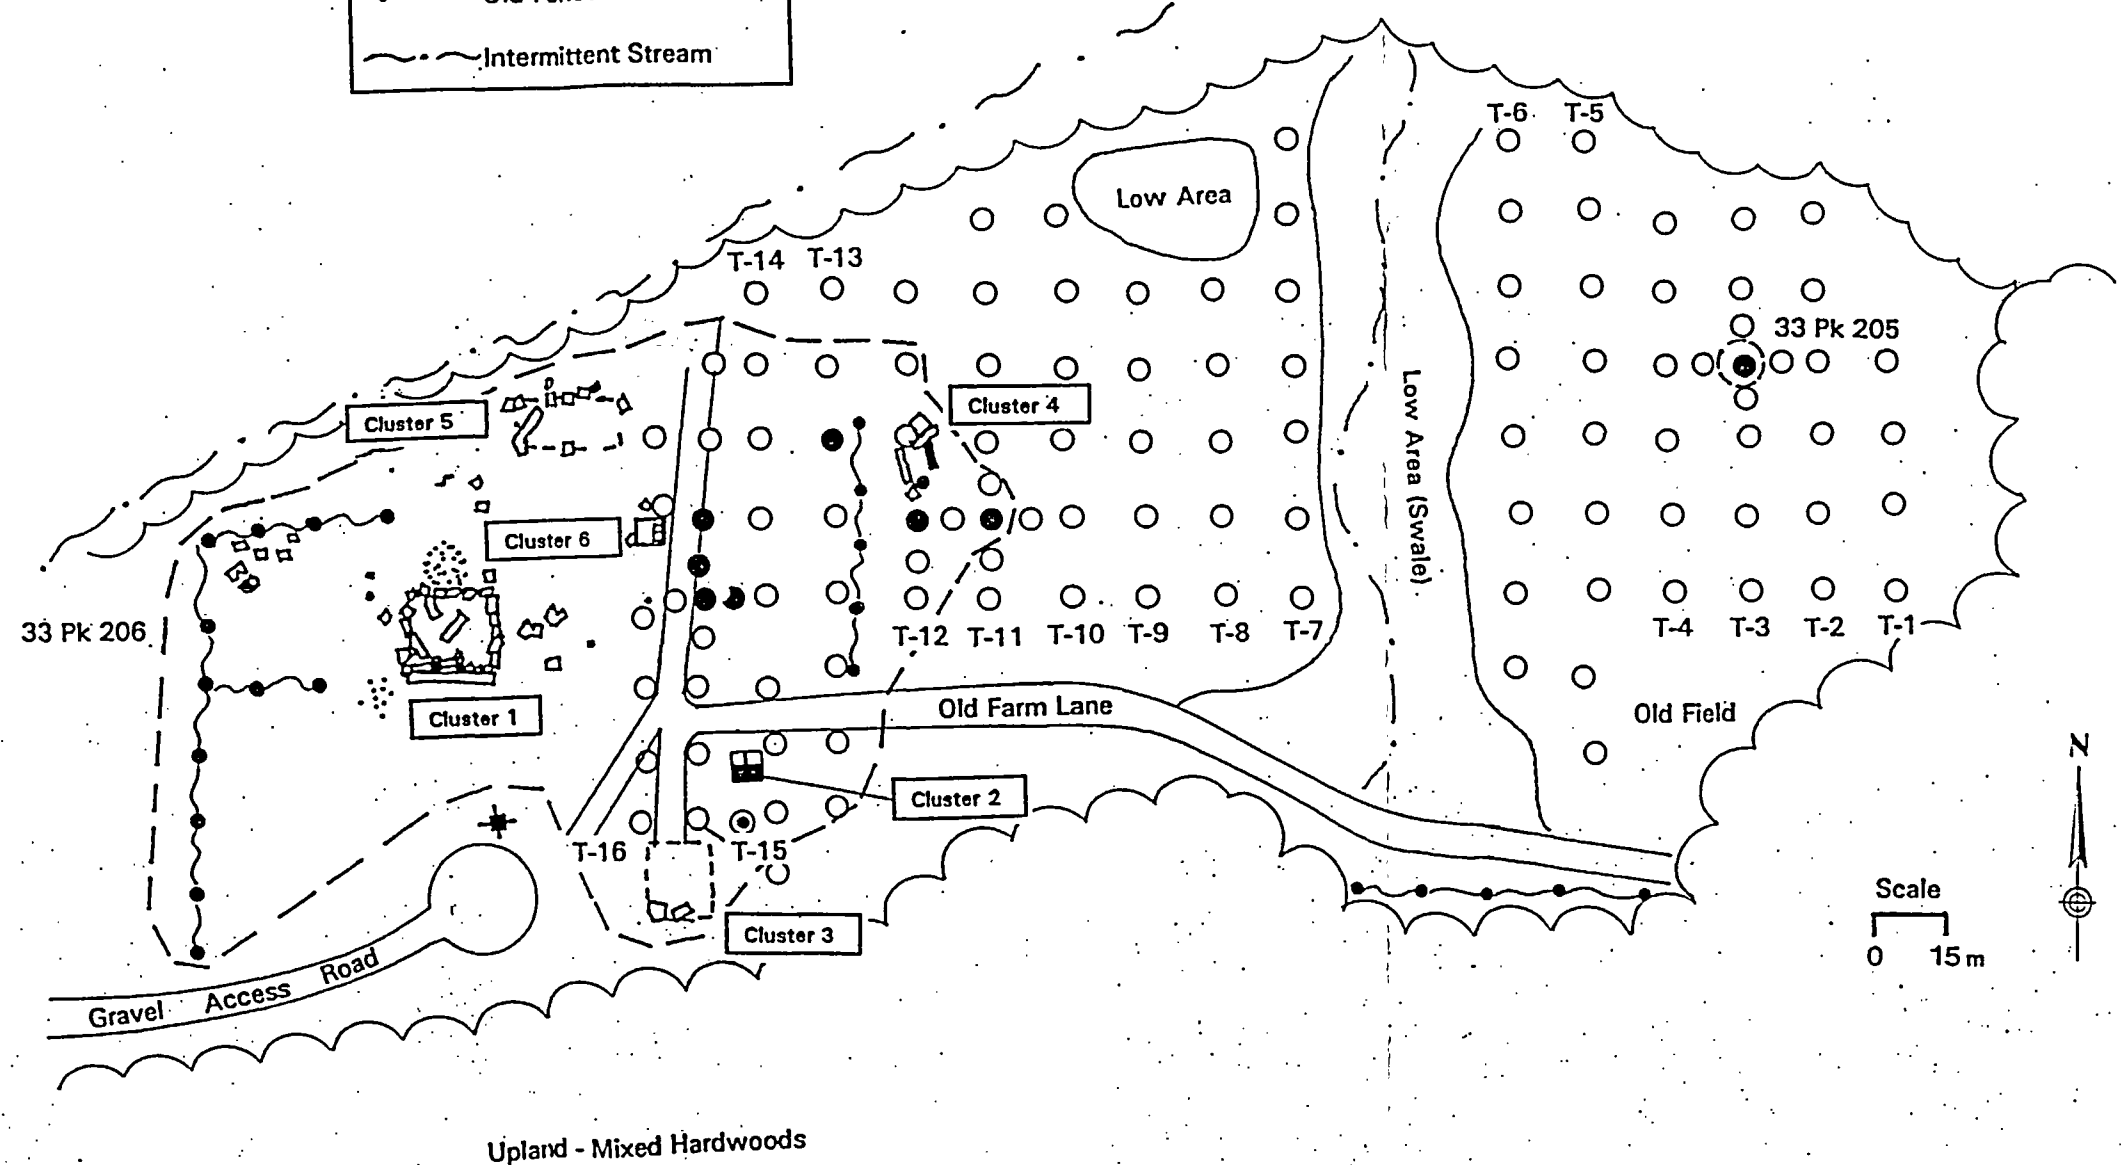 Intermittent Stream
T-6 T-5
Low Area
T-14 T-13
33 Pk 205
Cluster 5
Cluster 4
Low Area (Swale)
Cluster 6
33 Pk 206
T-12 T-11 T-10 T-9 T-8 T-7
T-4 T-3 T-2 T-1
Cluster 1
Old Farm Lane
Old Field
N
Cluster 2
T-16 T-15
Scale
0 15 m
Cluster 3
Gravel Access Road
Upland - Mixed Hardwoods